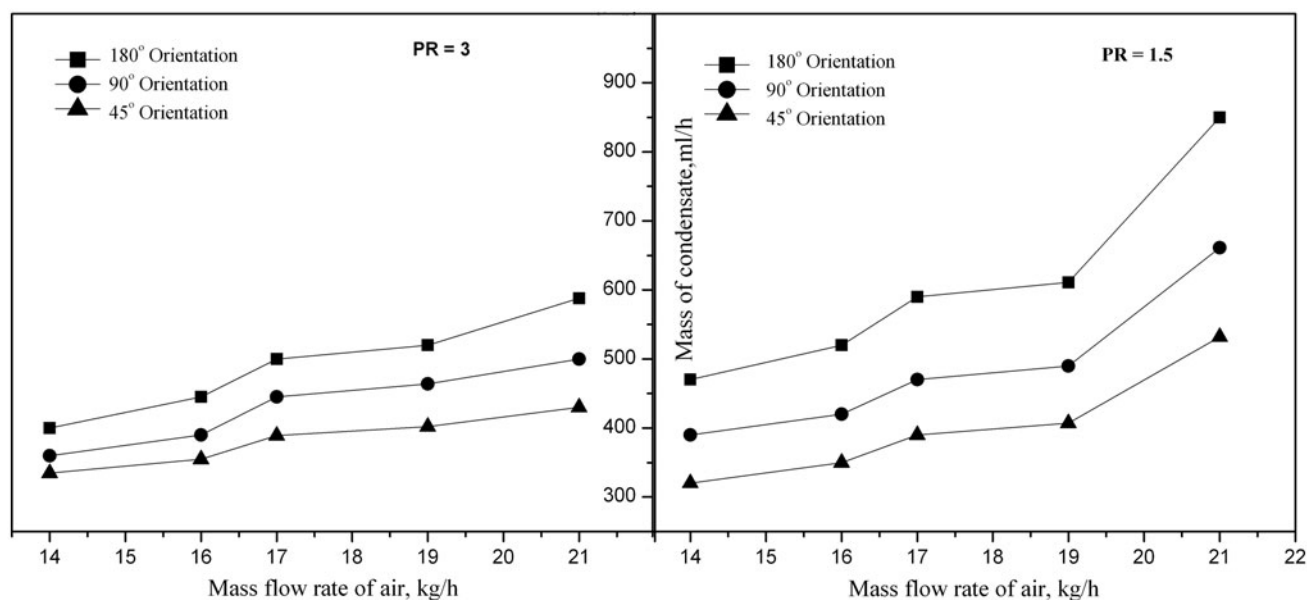 PR = 3
180° Orientation
90° Orientation
45° Orientation
900
800
700
600
500
400
300
14 15 16 17 18 19 20 21
Mass flow rate of air, kg/h
PR = 1.5
180° Orientation
90° Orientation
45° Orientation
Mass of condensate,ml/h
14 15 16 17 18 19 20 21 22
Mass flow rate of air, kg/h